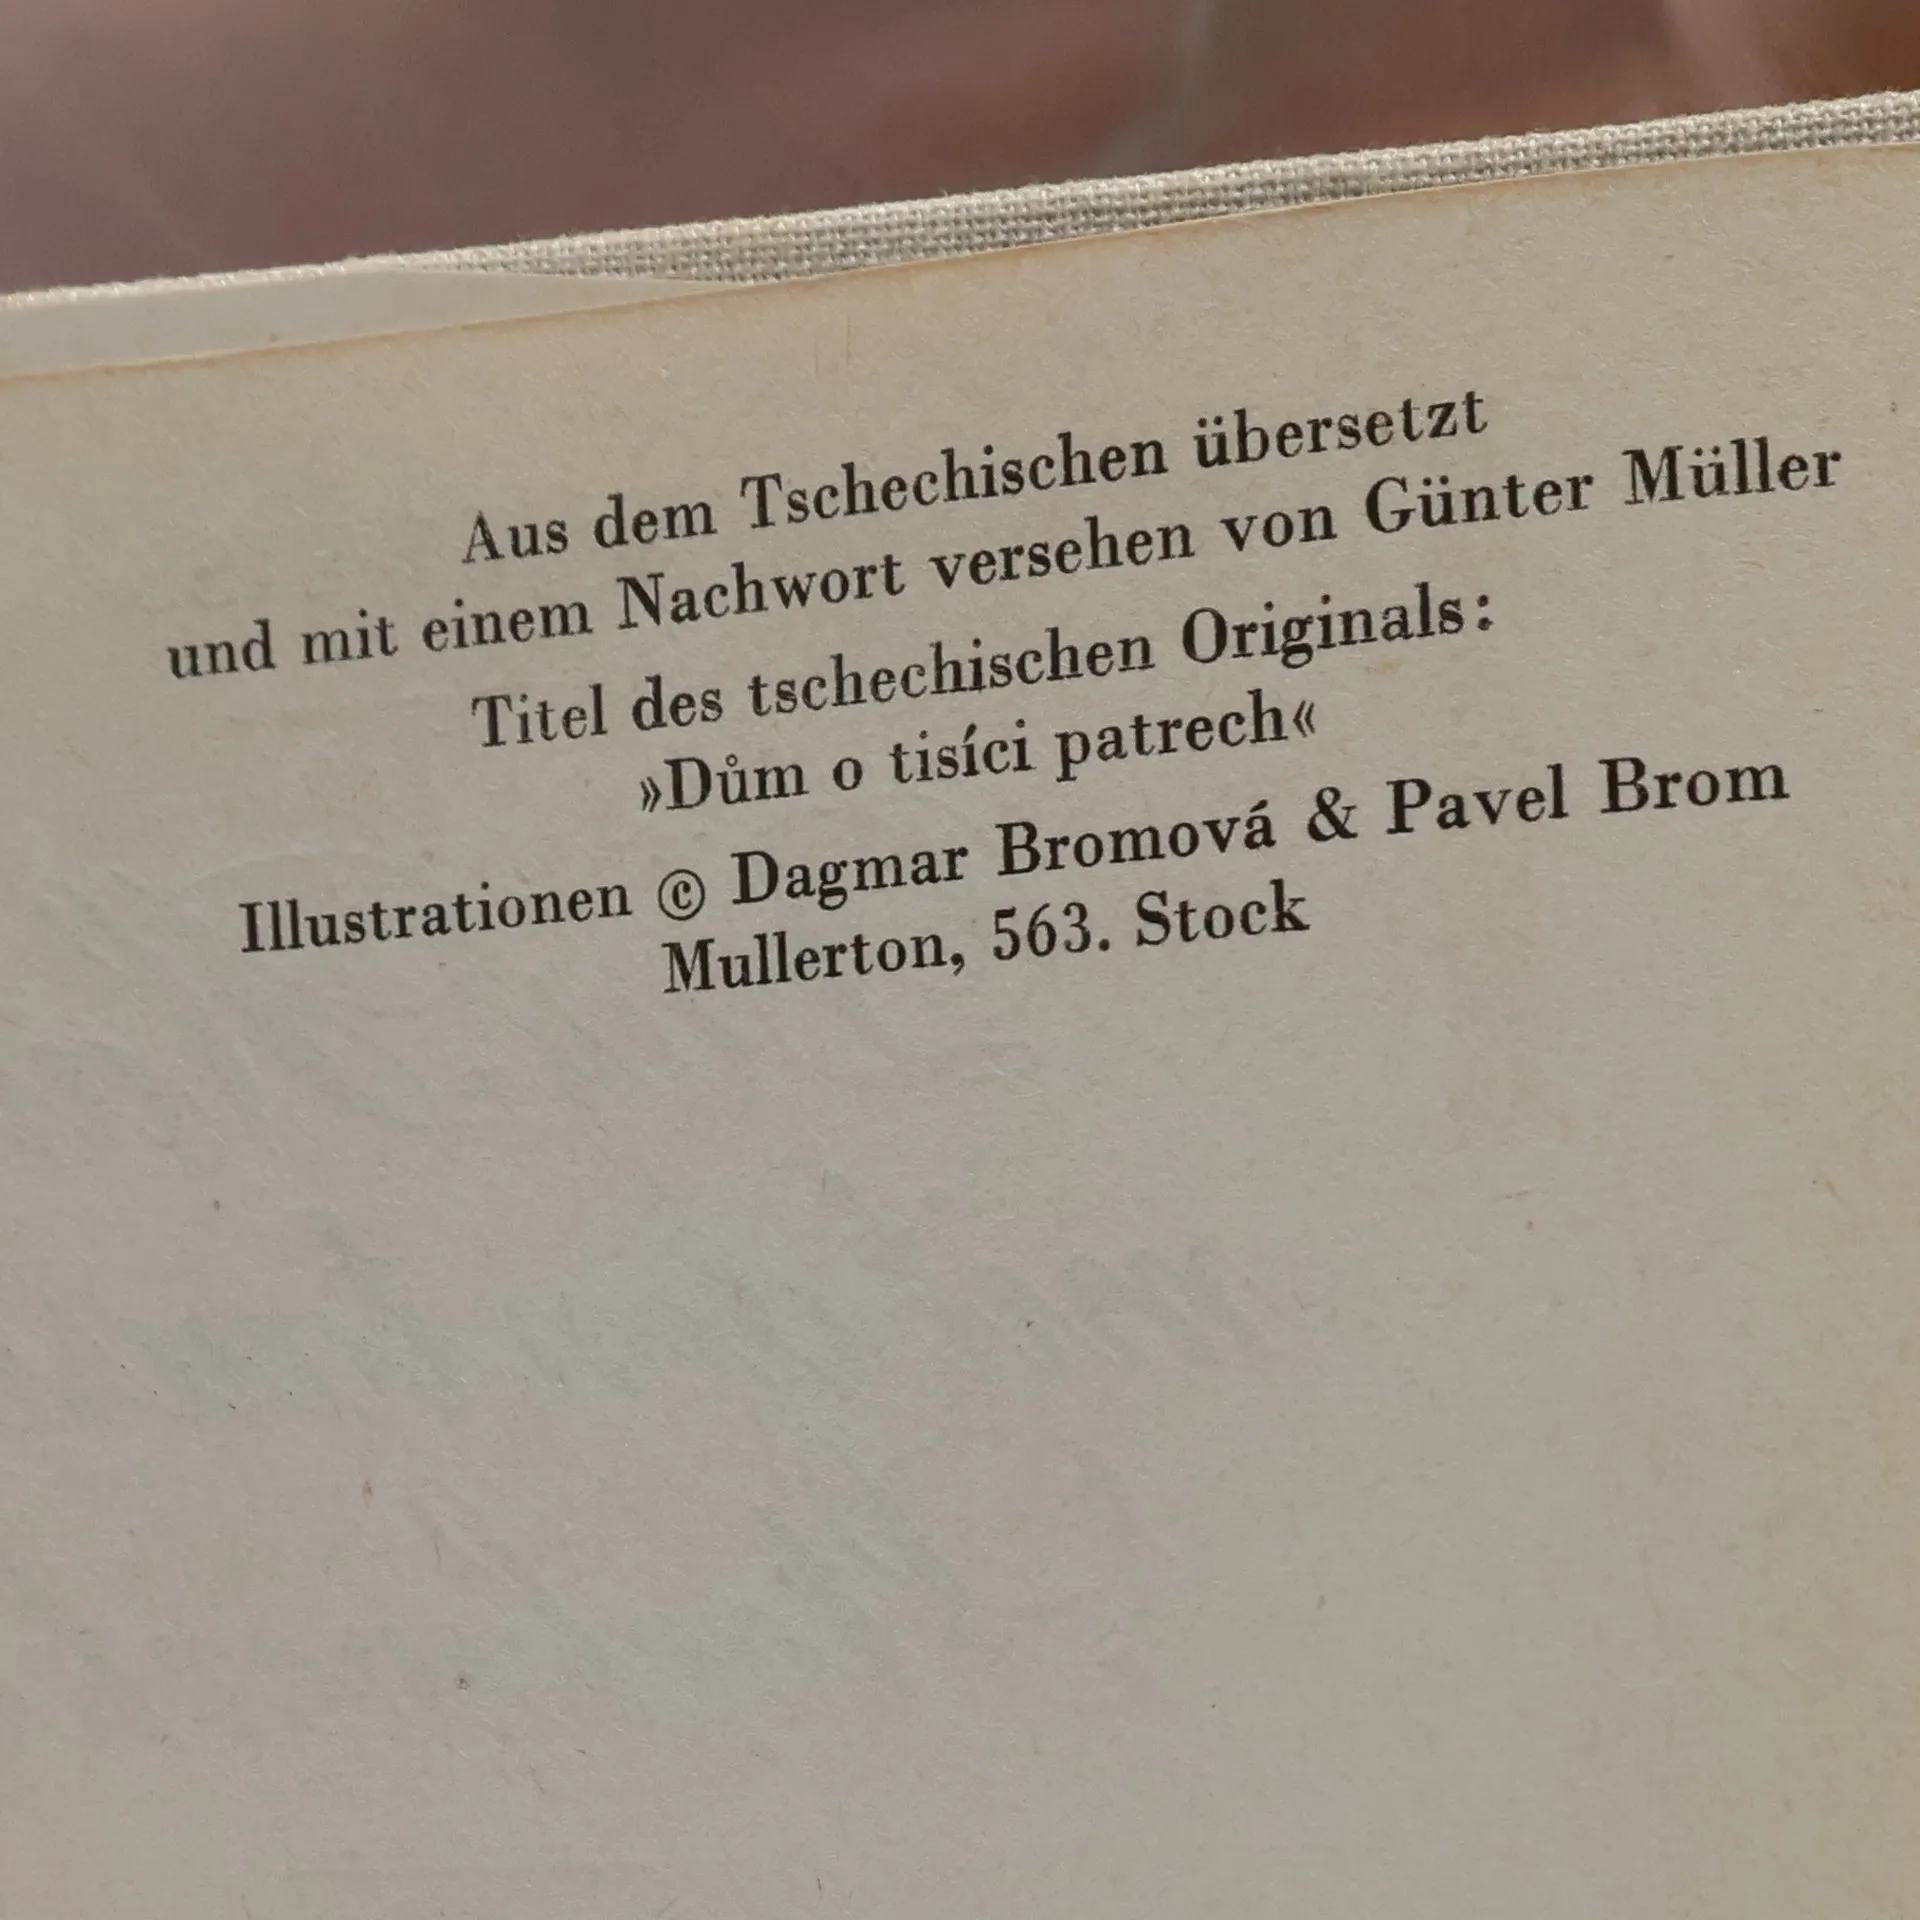 Aus dem Tschechischen übersetzt
und mit einem Nachwort versehen von Günter Müller
Titel des tschechischen Originals:
»Dům o tisíci patrech«
Illustrationen © Dagmar Bromová & Pavel Brom
Mullerton, 563. Stock